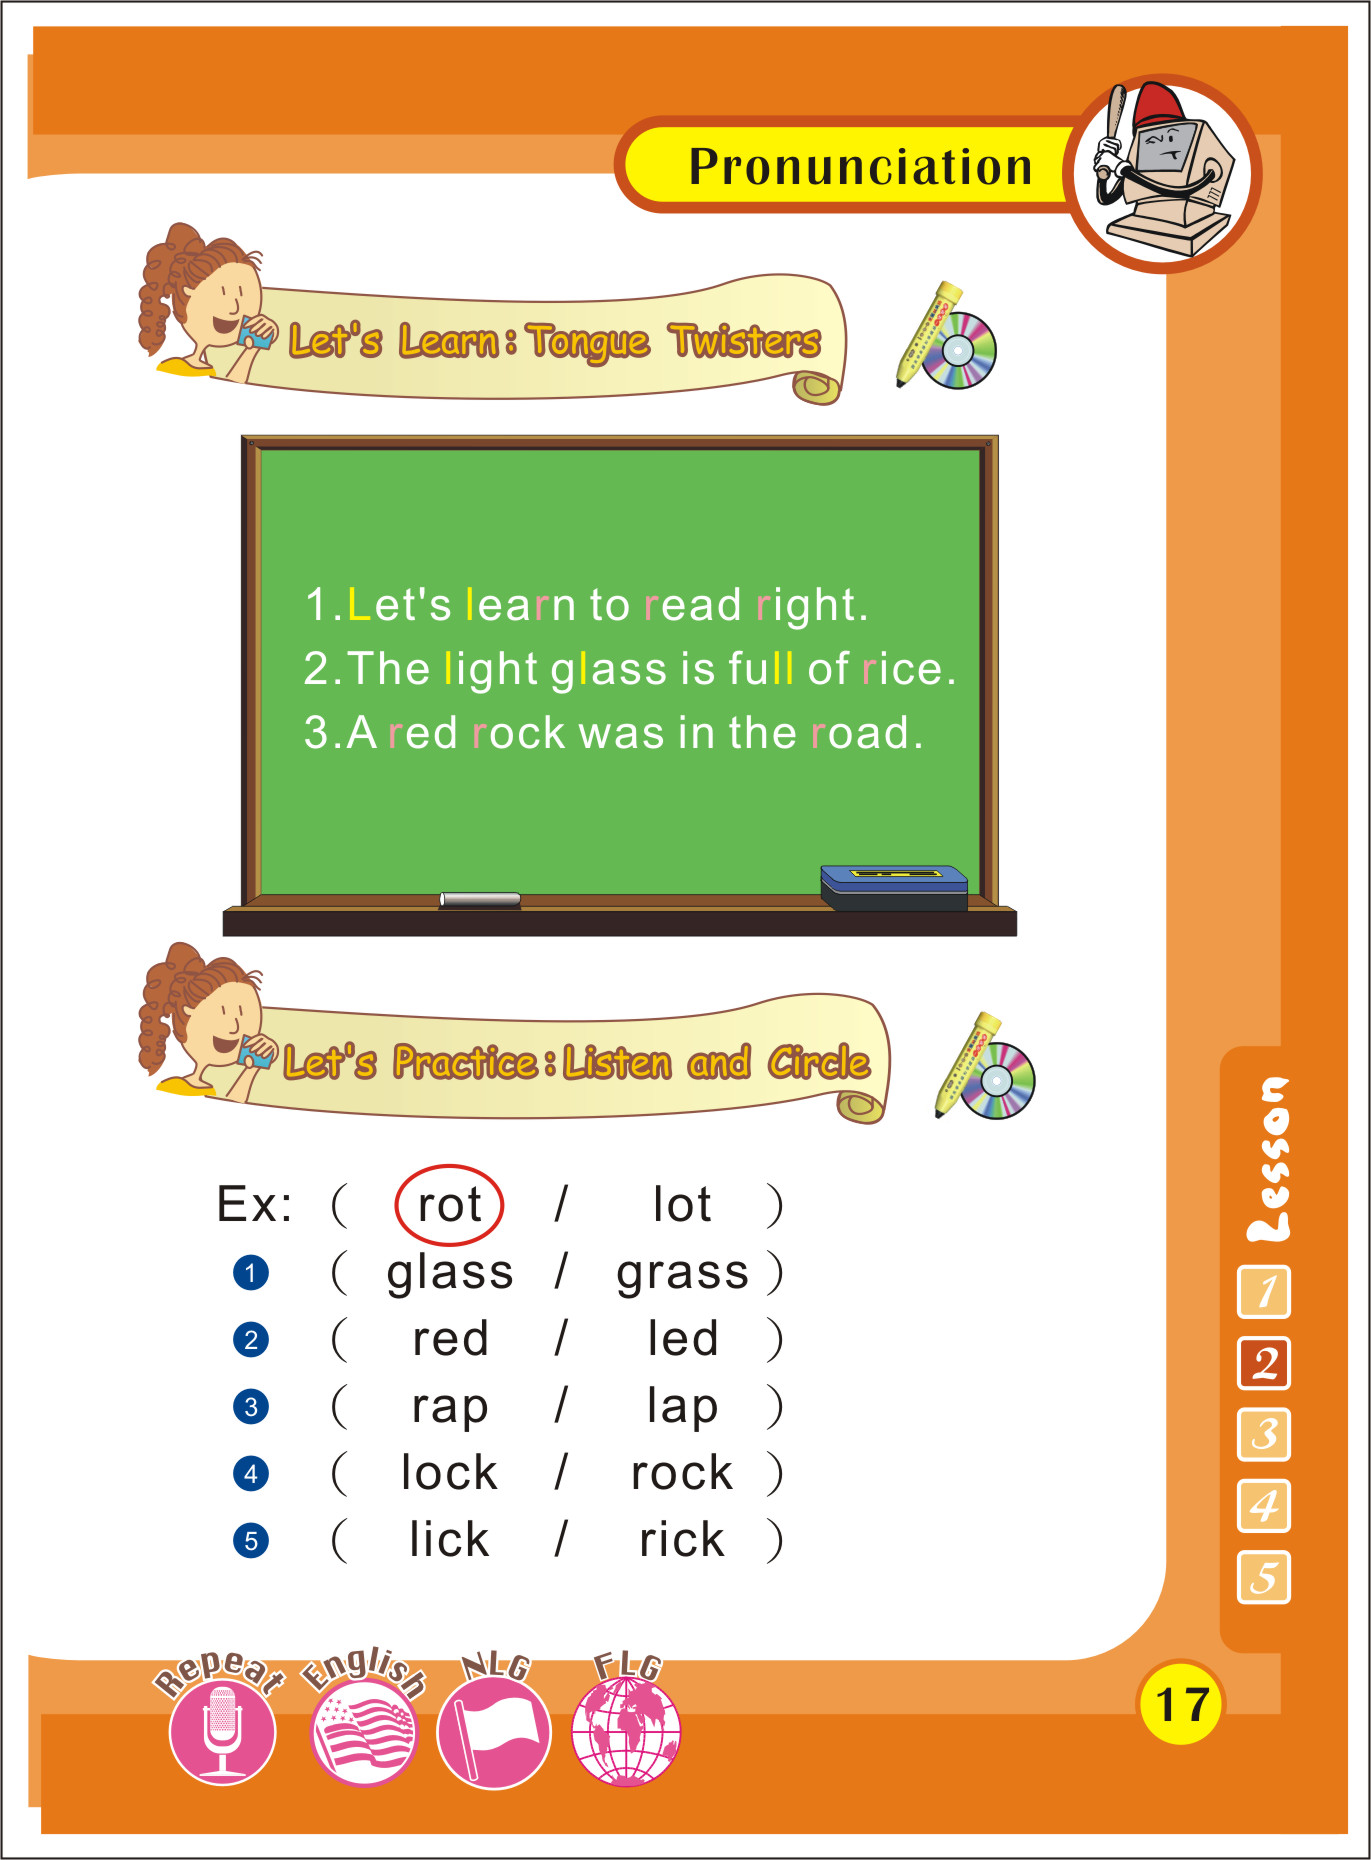 Pronunciation
Let's Learn : Tongue Twisters
1.Let's learn to read right.
2.The light glass is full of rice.
3.A red rock was in the road.
Let's Practice : Listen and Circle
Ex: ( rot / lot )
1 ( glass / grass )
2 ( red / led )
3 ( rap / lap )
4 ( lock / rock )
5 ( lick / rick )
Lesson
1
2
3
4
5
Repeat English NLG FLG
17